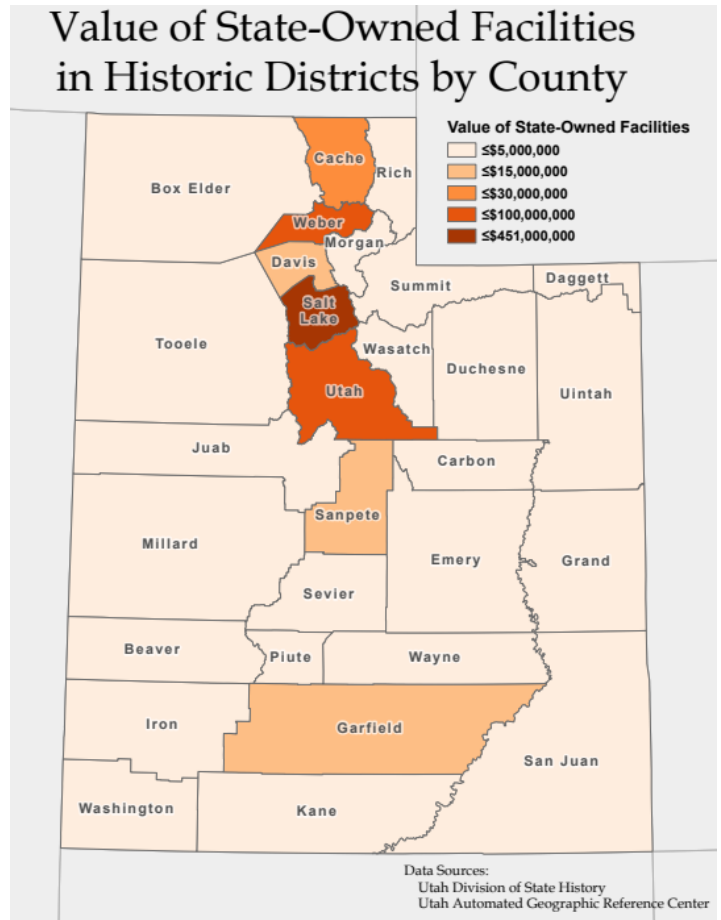 Value of State-Owned Facilities
in Historic Districts by County
Value of State-Owned Facilities
≤$5,000,000
≤$15,000,000
≤$30,000,000
≤$100,000,000
≤$451,000,000
Cache
Rich
Box Elder
Weber
Morgan
Davis
Summit
Daggett
Salt
Lake
Tooele
Wasatch
Duchesne
Uintah
Utah
Juab
Carbon
Sanpete
Millard
Emery
Grand
Sevier
Beaver
Piute
Wayne
Iron
Garfield
San Juan
Washington
Kane
Data Sources:
Utah Division of State History
Utah Automated Geographic Reference Center